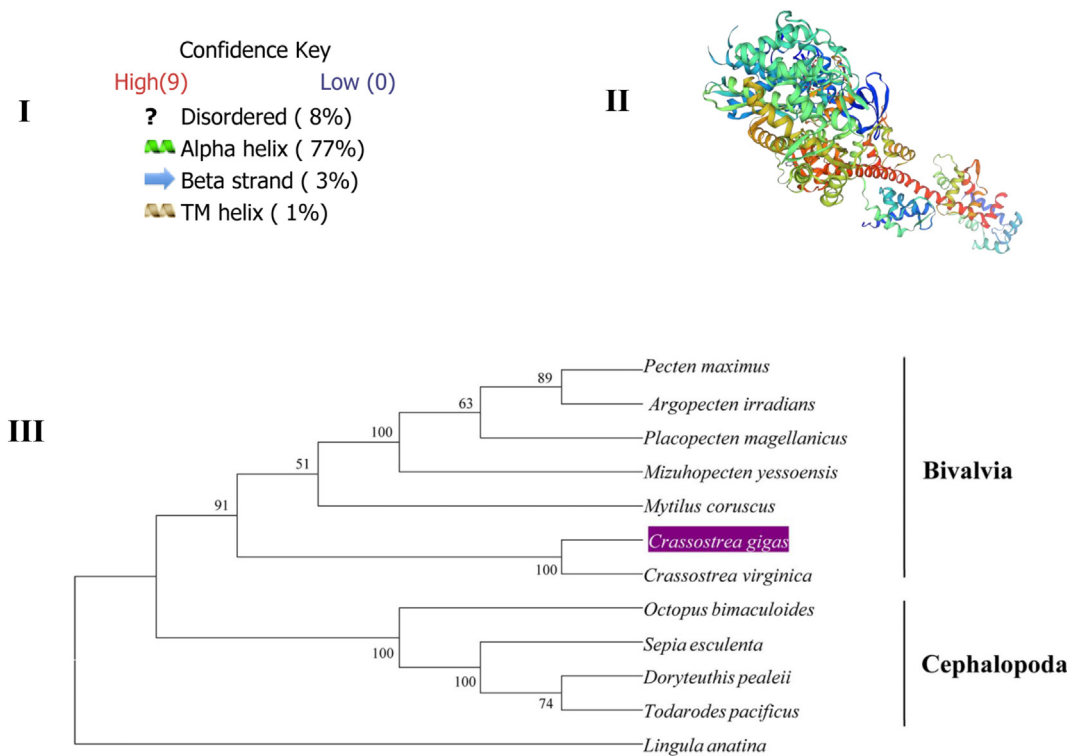 Confidence Key
High(9) Low (0)
I
? Disordered ( 8%)
Alpha helix ( 77%)
Beta strand ( 3%)
TM helix ( 1%)
II
III
Pecten maximus
Argopecten irradians
Placopecten magellanicus
Mizuhopecten yessoensis
Mytilus coruscus
Crassostrea gigas
Crassostrea virginica
Octopus bimaculoides
Sepia esculenta
Doryteuthis pealeii
Todarodes pacificus
Lingula anatina
89
63
100
51
91
100
100
100
74
Bivalvia
Cephalopoda